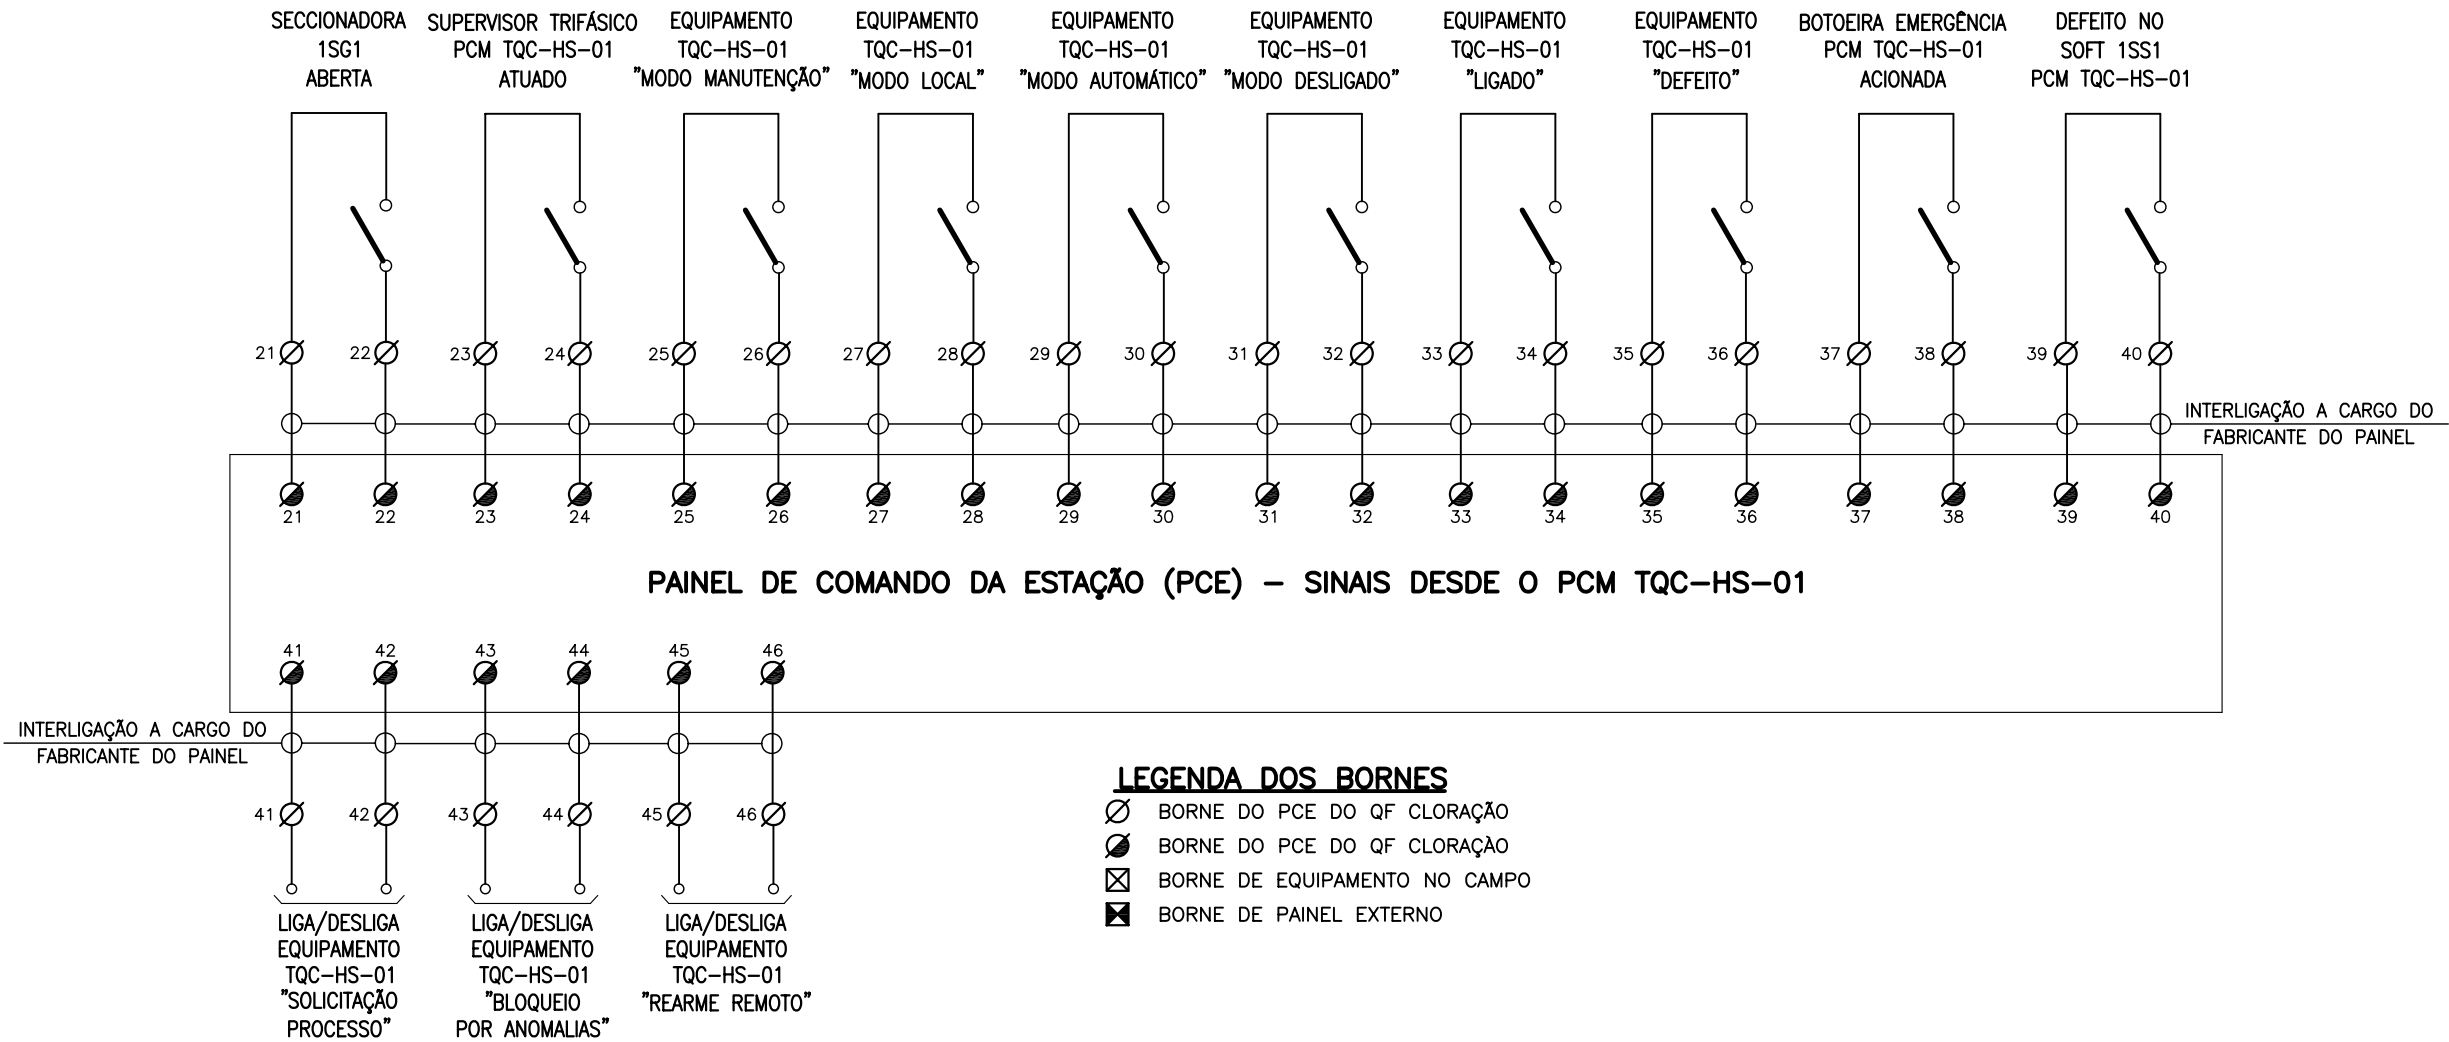 SECCIONADORA
1SG1
ABERTA
SUPERVISOR TRIFÁSICO
PCM TQC-HS-01
ATUADO
EQUIPAMENTO
TQC-HS-01
"MODO MANUTENÇÃO"
EQUIPAMENTO
TQC-HS-01
"MODO LOCAL"
EQUIPAMENTO
TQC-HS-01
"MODO AUTOMÁTICO"
EQUIPAMENTO
TQC-HS-01
"MODO DESLIGADO"
EQUIPAMENTO
TQC-HS-01
"LIGADO"
EQUIPAMENTO
TQC-HS-01
"DEFEITO"
BOTOEIRA EMERGÊNCIA
PCM TQC-HS-01
ACIONADA
DEFEITO NO
SOFT 1SS1
PCM TQC-HS-01
21 22 23 24 25 26 27 28 29 30 31 32 33 34 35 36 37 38 39 40
INTERLIGAÇÃO A CARGO DO
FABRICANTE DO PAINEL
21 22 23 24 25 26 27 28 29 30 31 32 33 34 35 36 37 38 39 40
PAINEL DE COMANDO DA ESTAÇÃO (PCE) - SINAIS DESDE O PCM TQC-HS-01
41 42 43 44 45 46
INTERLIGAÇÃO A CARGO DO
FABRICANTE DO PAINEL
41 42 43 44 45 46
LIGA/DESLIGA
EQUIPAMENTO
TQC-HS-01
"SOLICITAÇÃO
PROCESSO"
LIGA/DESLIGA
EQUIPAMENTO
TQC-HS-01
"BLOQUEIO
POR ANOMALIAS"
LIGA/DESLIGA
EQUIPAMENTO
TQC-HS-01
"REARME REMOTO"
LEGENDA DOS BORNES
BORNE DO PCE DO QF CLORAÇÃO
BORNE DO PCE DO QF CLORAÇÀO
BORNE DE EQUIPAMENTO NO CAMPO
BORNE DE PAINEL EXTERNO